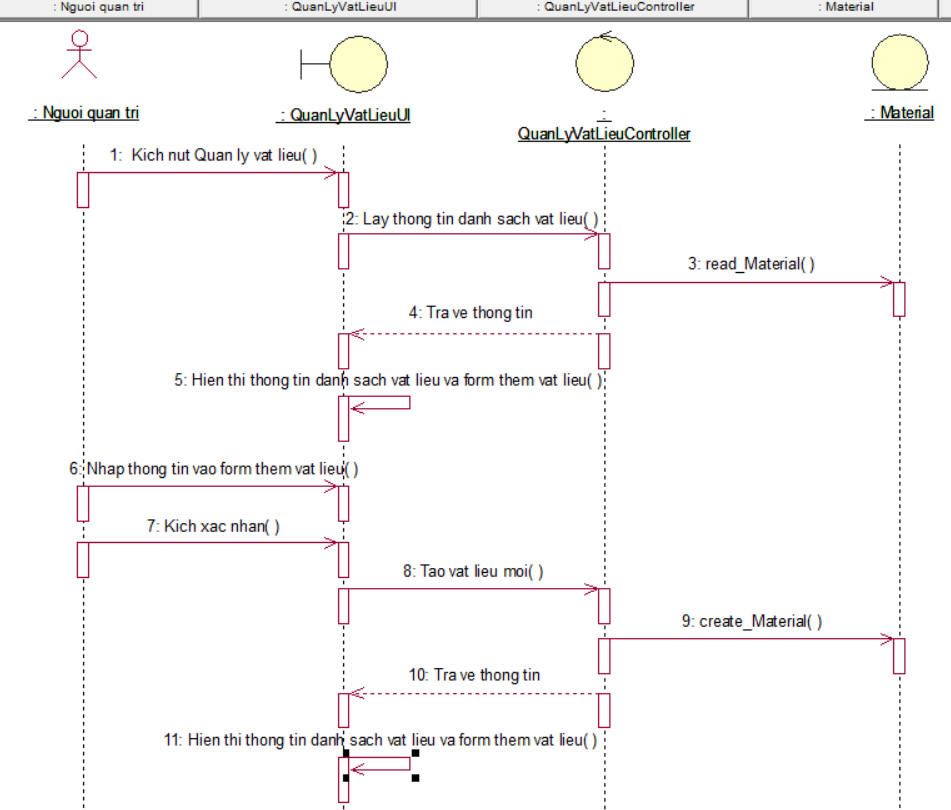 : Nguoi quan tri
: QuanLyVatLieuUI
: QuanLyVatLieuController
: Material
: Nguoi quan tri
: QuanLyVatLieuUI
:
QuanLyVatLieuController
: Material
1:  Kich nut Quan ly vat lieu( )
2: Lay thong tin danh sach vat lieu( )
3: read_Material( )
4: Tra ve thong tin
5: Hien thi thong tin danh sach vat lieu va form them vat lieu( )
6: Nhap thong tin vao form them vat lieu( )
7: Kich xac nhan( )
8: Tao vat lieu moi( )
9: create_Material( )
10: Tra ve thong tin
11: Hien thi thong tin danh sach vat lieu va form them vat lieu( )